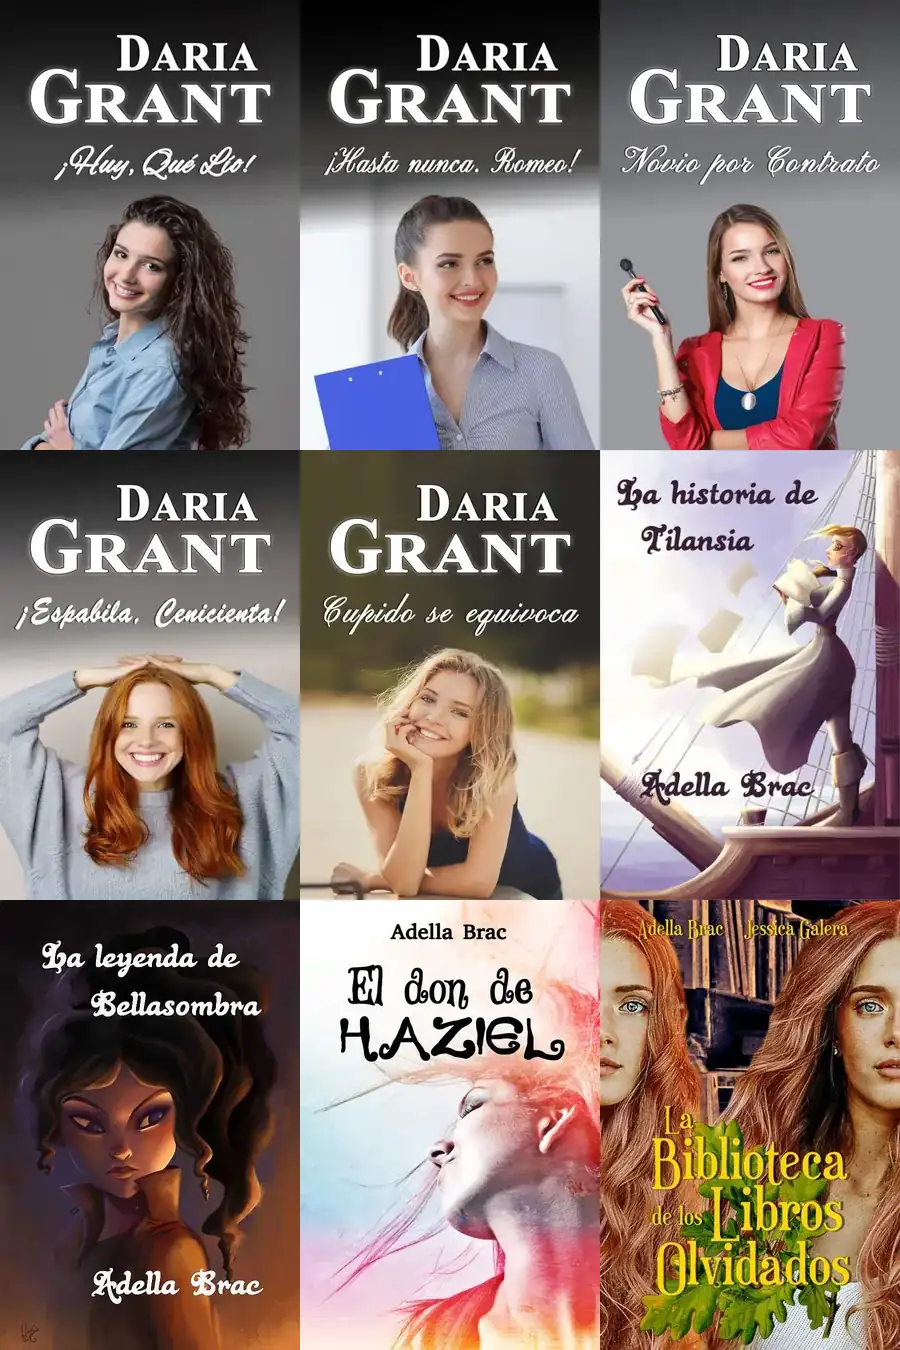 DARIA
GRANT
¡Huy, Qué Lío!
DARIA
GRANT
¡Hasta nunca. Romeo!
DARIA
GRANT
Novio por Contrato
DARIA
GRANT
¡Espabila, Cenicienta!
DARIA
GRANT
Cupido se equivoca
La historia de
Tilansia
Adella Brac
La leyenda de
Bellasombra
Adella Brac
Adella Brac
El don de
HAZIEL
Adella Brac Jessica Galera
La
Biblioteca
de los Libros
Olvidados